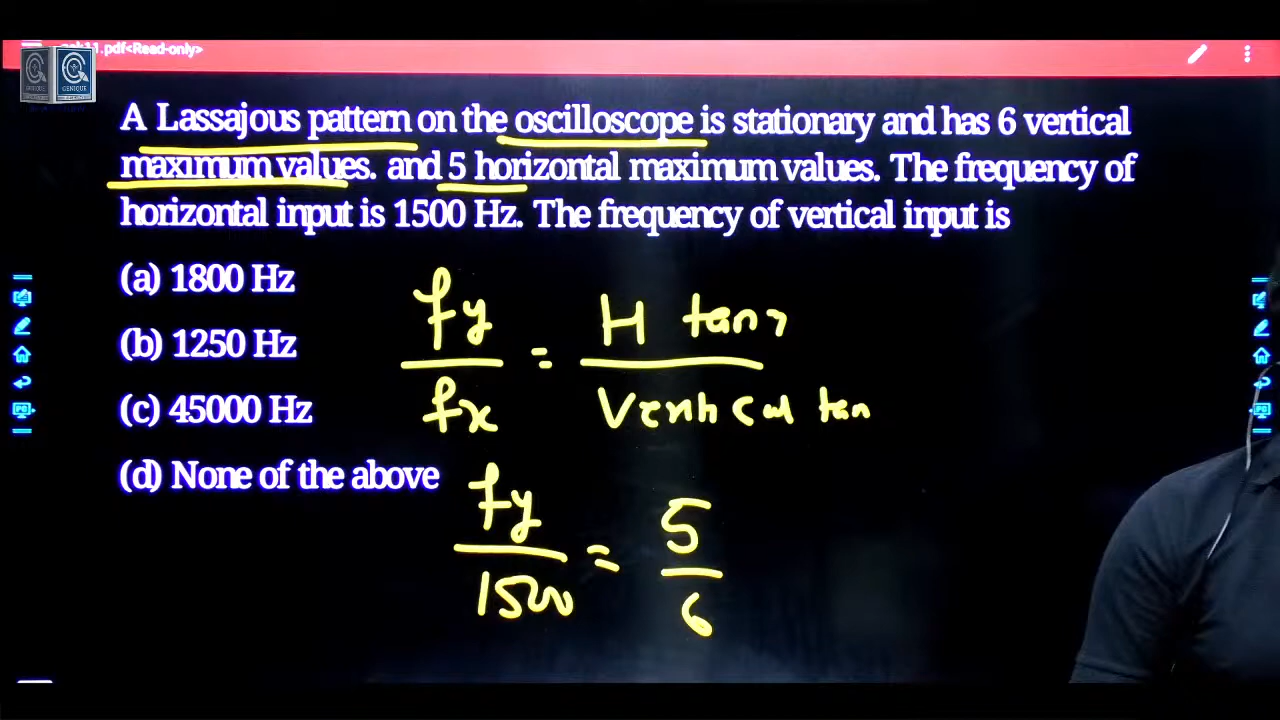 11.pdf<Read-only>
GENIQUE
A Lassajous pattern on the oscilloscope is stationary and has 6 vertical
maximum values. and 5 horizontal maximum values. The frequency of
horizontal input is 1500 Hz. The frequency of vertical input is
(a) 1800 Hz
(b) 1250 Hz
(c) 45000 Hz
(d) None of the above
fy/fx = H tan/Vertical tan
fy/1500 = 5/6